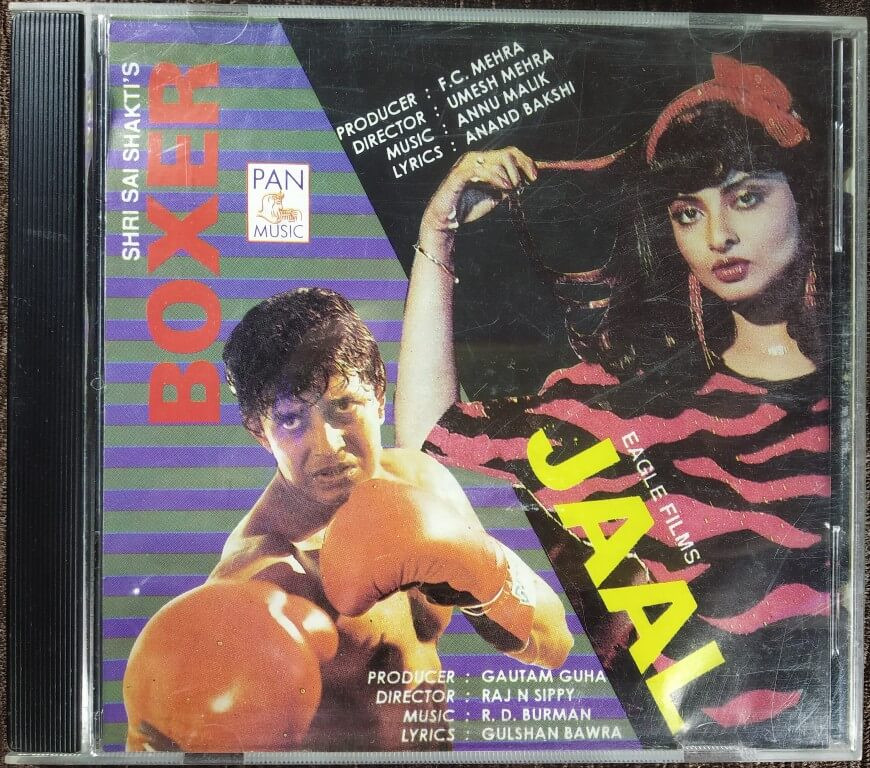 SHRI SAI SHAKTI'S
BOXER
PAN
MUSIC
PRODUCER : F.C. MEHRA
DIRECTOR : UMESH MEHRA
MUSIC : ANNU MALIK
LYRICS : ANAND BAKSHI
EAGLE FILMS
JAAL
PRODUCER : GAUTAM GUHA
DIRECTOR : RAJ N SIPPY
MUSIC : R. D. BURMAN
LYRICS : GULSHAN BAWRA